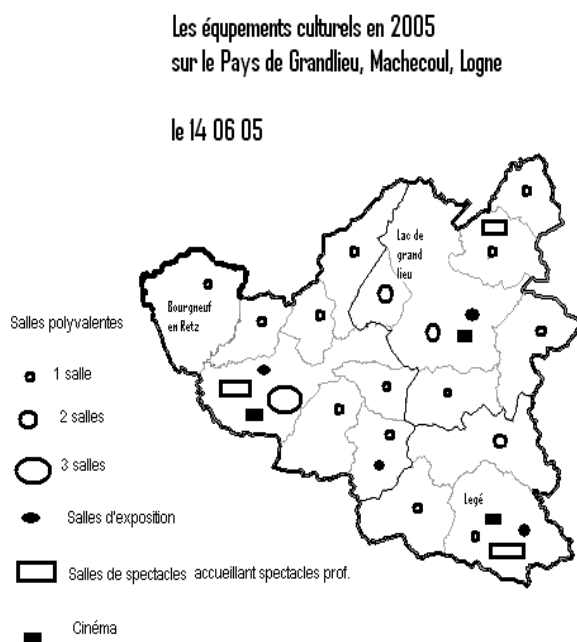 Les équpements culturels en 2005
sur le Pays de Grandlieu, Machecoul, Logne
le 14 06 05
Lac de
grand
lieu
Bourgneuf
en Retz
Legé
Salles polyvalentes
1 salle
2 salles
3 salles
Salles d'exposition
Salles de spectacles accueillant spectacles prof.
Cinéma